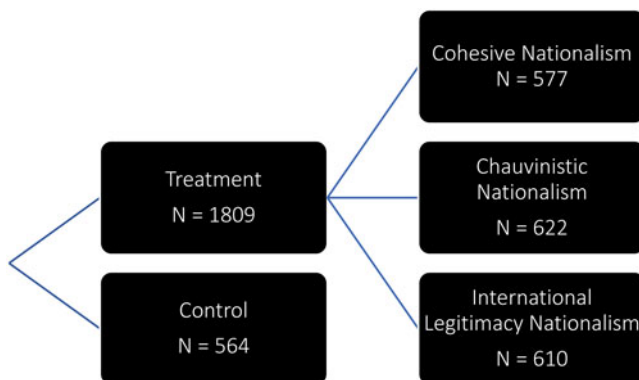 Cohesive Nationalism
N = 577
Treatment
N = 1809
Chauvinistic
Nationalism
N = 622
Control
N = 564
International
Legitimacy Nationalism
N = 610